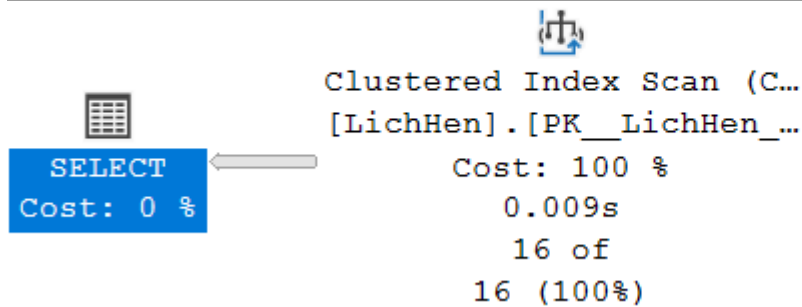 SELECT
Cost: 0 %
Clustered Index Scan (C…
[LichHen].[PK__LichHen_…
Cost: 100 %
0.009s
16 of
16 (100%)